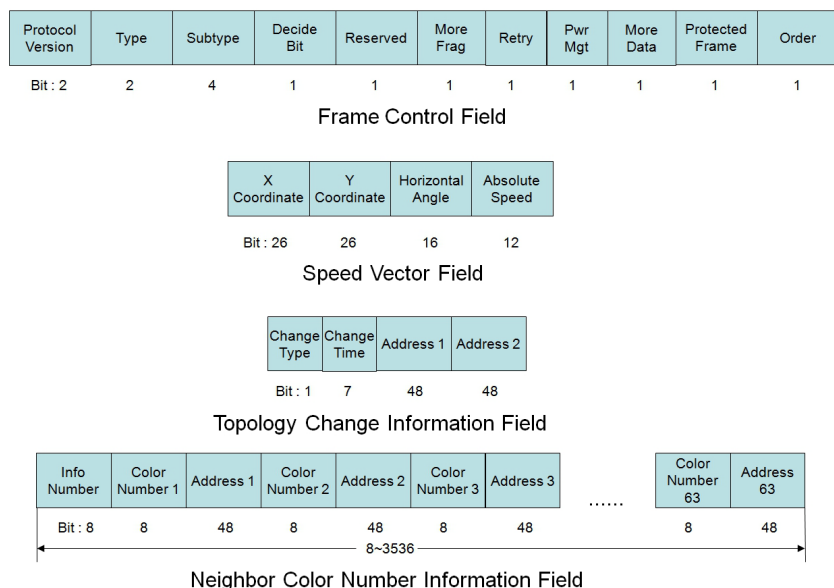 Protocol Version Type Subtype Decide Bit Reserved More Frag Retry Pwr Mgt More Data Protected Frame Order
Bit : 2 2 4 1 1 1 1 1 1 1 1
Frame Control Field
X Coordinate Y Coordinate Horizontal Angle Absolute Speed
Bit : 26 26 16 12
Speed Vector Field
Change Type Change Time Address 1 Address 2
Bit : 1 7 48 48
Topology Change Information Field
Info Number Color Number 1 Address 1 Color Number 2 Address 2 Color Number 3 Address 3 ...... Color Number 63 Address 63
Bit : 8 8 48 8 48 8 48 8 48
8~3536
Neighbor Color Number Information Field